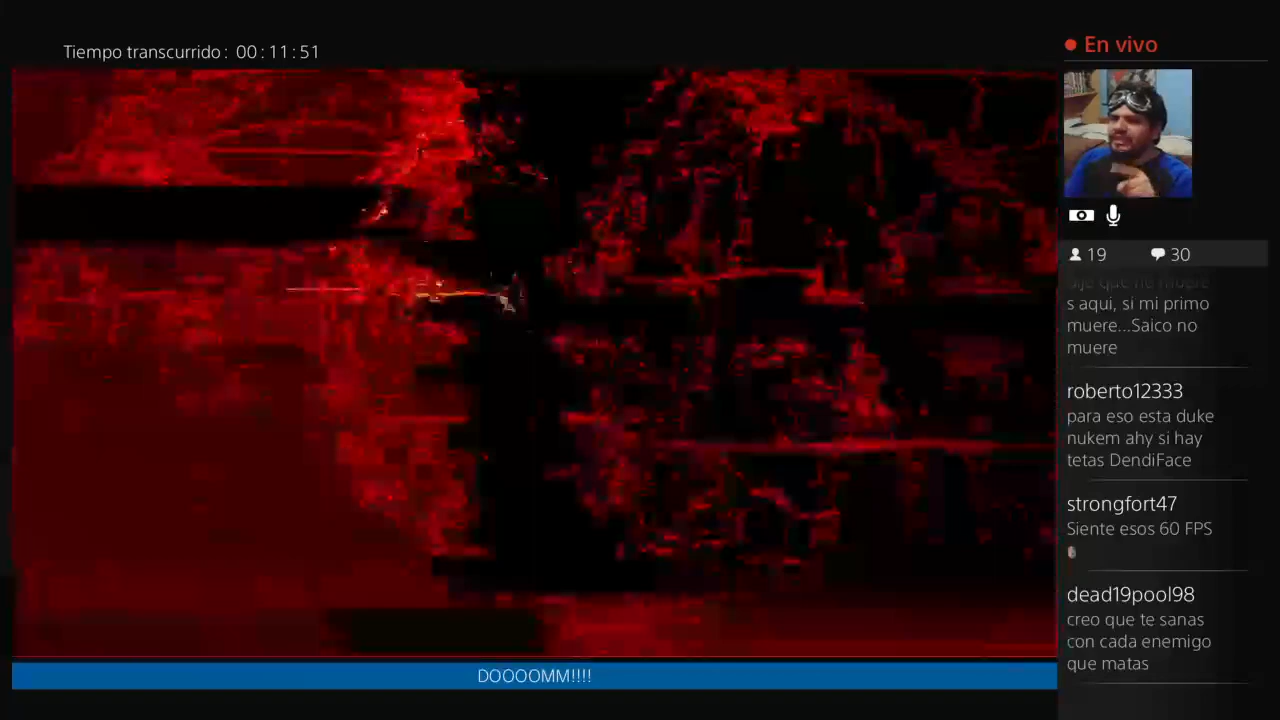 Tiempo transcurrido: 00:11:51
En vivo
19 30
s aqui, si mi primo
muere...Saico no
muere
roberto12333
para eso esta duke
nukem ahy si hay
tetas DendiFace
strongfort47
Siente esos 60 FPS
dead19pool98
creo que te sanas
con cada enemigo
que matas
DOOOOMM!!!!